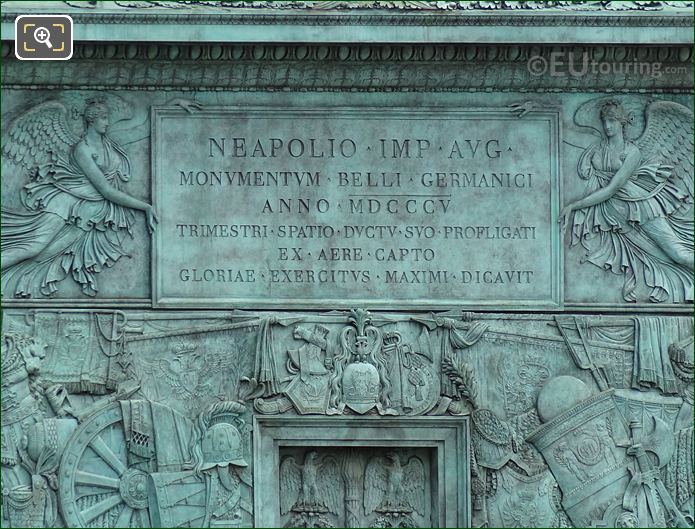 ©EUtouring.com
NEAPOLIO · IMP · AVG ·
MONVMENTVM · BELLI · GERMANICI
ANNO · MDCCCV
TRIMESTRI · SPATIO · DVCTV · SVO · PROFLIGATI
EX · AERE · CAPTO
GLORIAE · EXERCITVS · MAXIMI · DICAVIT